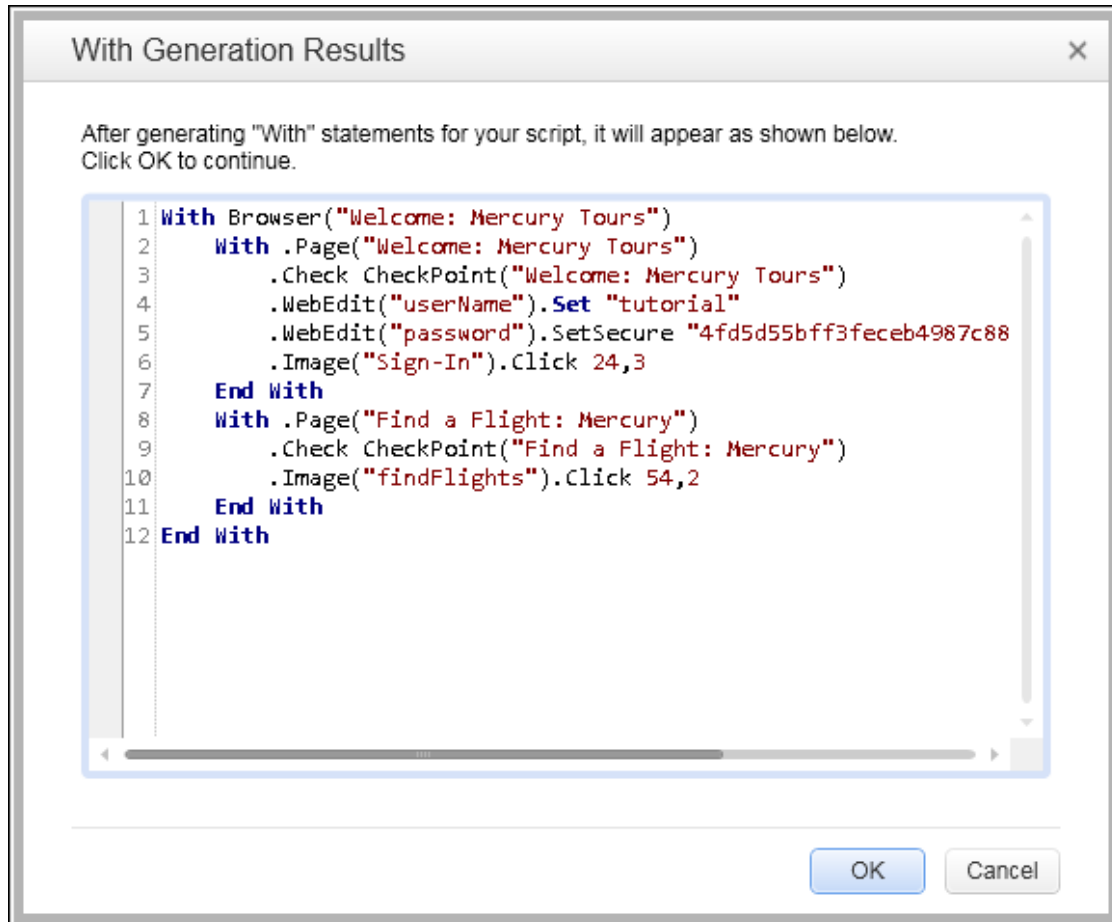 With Generation Results
After generating "With" statements for your script, it will appear as shown below.
Click OK to continue.
1 With Browser("Welcome: Mercury Tours")
2     With .Page("Welcome: Mercury Tours")
3         .Check CheckPoint("Welcome: Mercury Tours")
4         .WebEdit("userName").Set "tutorial"
5         .WebEdit("password").SetSecure "4fd5d55bff3feceb4987c88
6         .Image("Sign-In").Click 24,3
7     End With
8     With .Page("Find a Flight: Mercury")
9         .Check CheckPoint("Find a Flight: Mercury")
10         .Image("findFlights").Click 54,2
11     End With
12 End With
OK Cancel